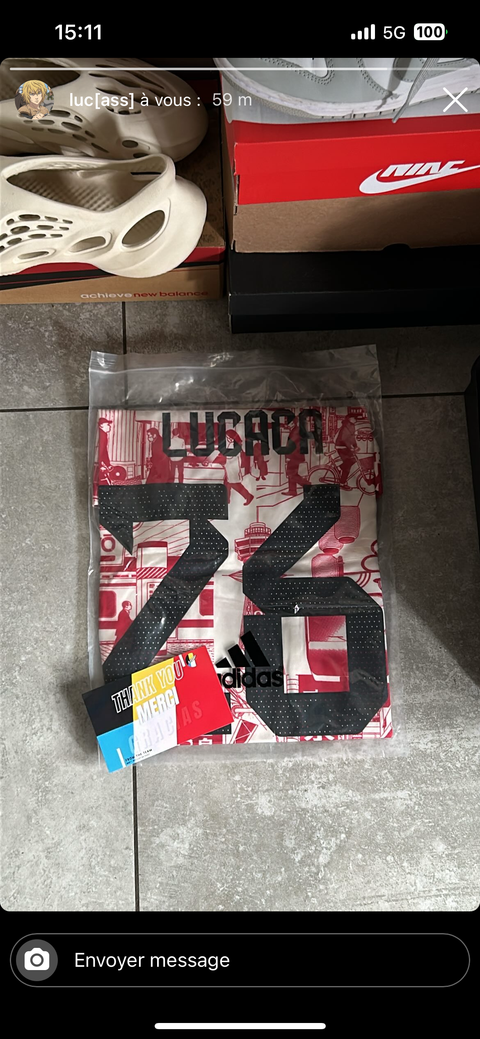 15:11
5G 100
luc[ass] à vous : 59 m
achieve new balance
LUCACA
76
adidas
THANK YOU
MERCI
GRACIAS
Envoyer message